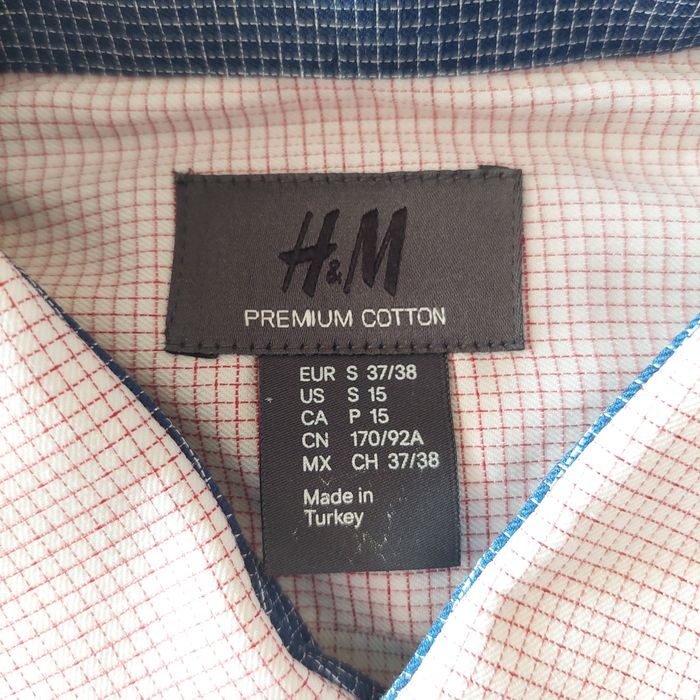 H&M
PREMIUM COTTON
EUR S 37/38
US S 15
CA P 15
CN 170/92A
MX CH 37/38
Made in
Turkey